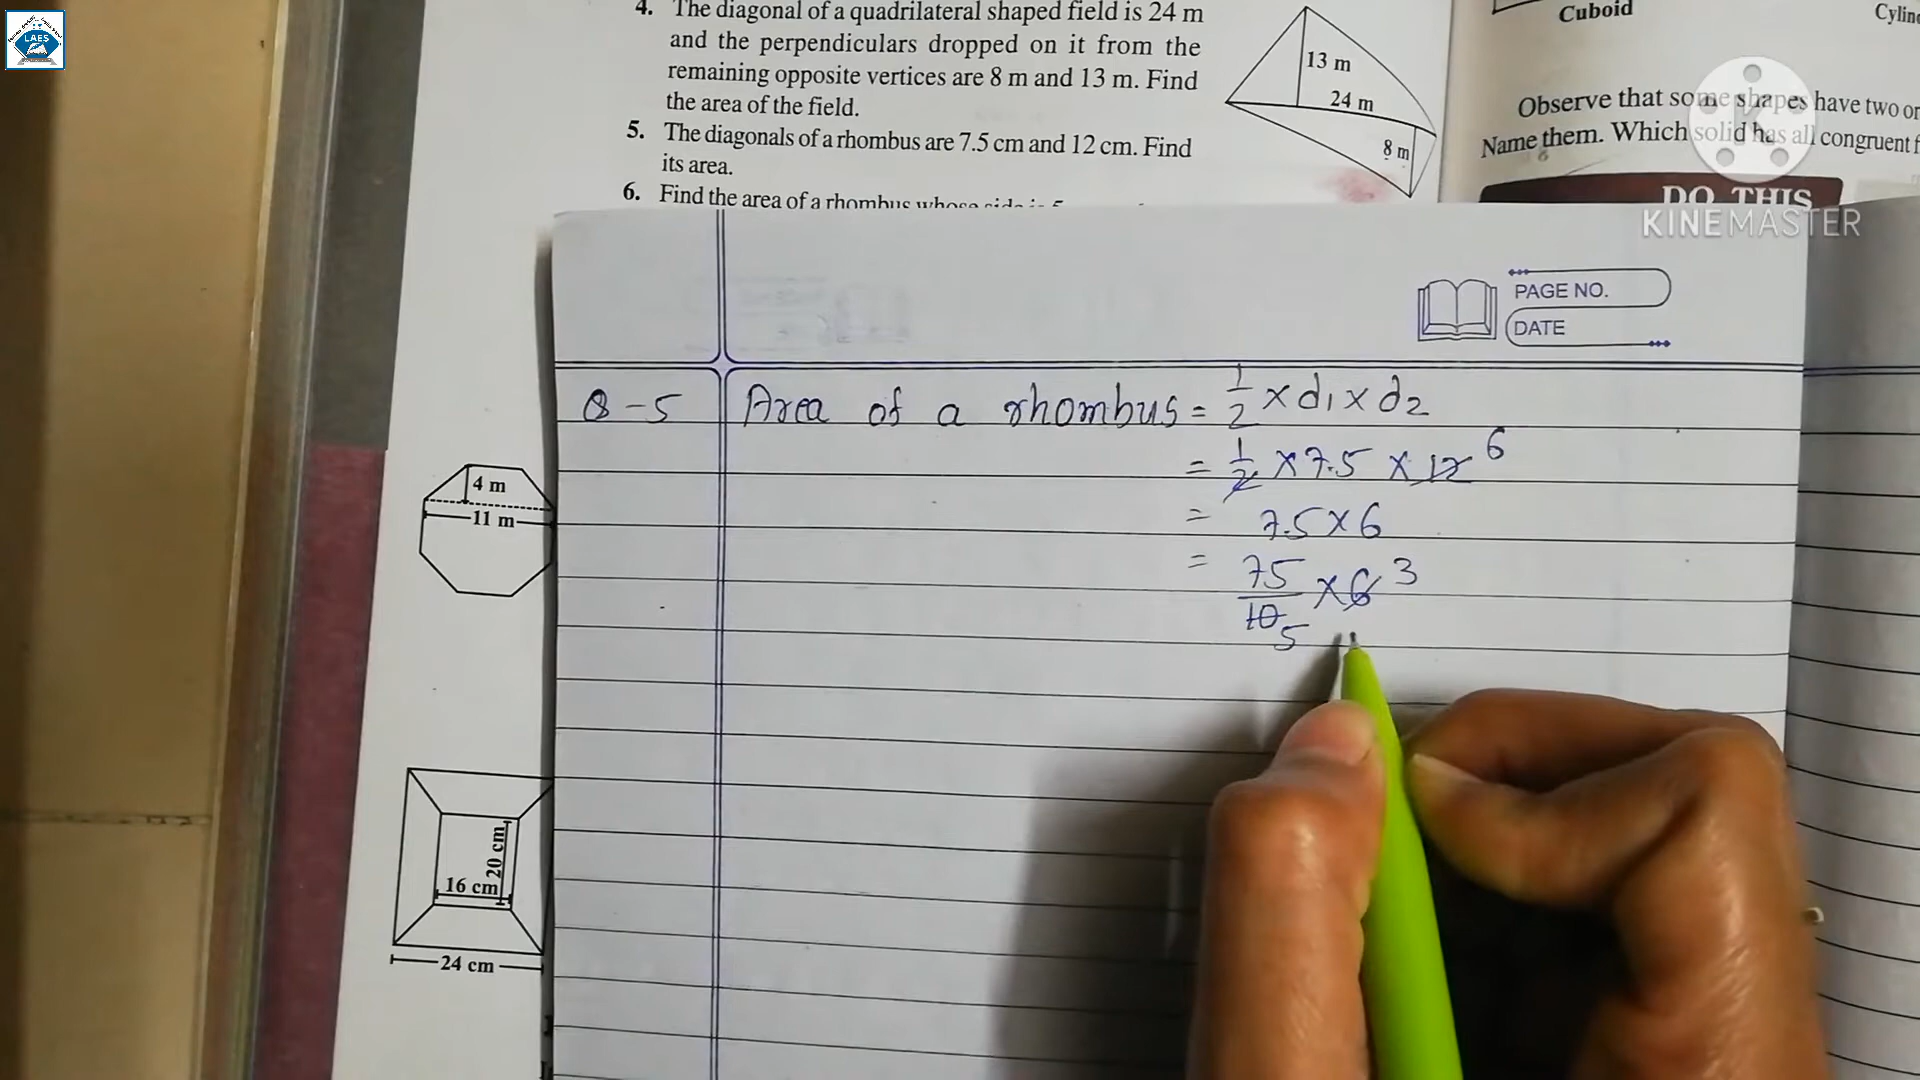 LAES
4. The diagonal of a quadrilateral shaped field is 24 m
and the perpendiculars dropped on it from the
remaining opposite vertices are 8 m and 13 m. Find
the area of the field.
5. The diagonals of a rhombus are 7.5 cm and 12 cm. Find
its area.
6. Find the area of a rhombus whose side is 5
13 m
24 m
8 m
Cuboid
Observe that some shapes have two or
Name them. Which solid has all congruent
DO THIS
KINEMASTER
PAGE NO.
DATE
Q-5 Area of a rhombus = 1/2 × d1 × d2
= 1/2 × 7.5 × 12 6
= 7.5 × 6
= 75/10 × 6 3
5
4 m
11 m
20 cm
16 cm
24 cm